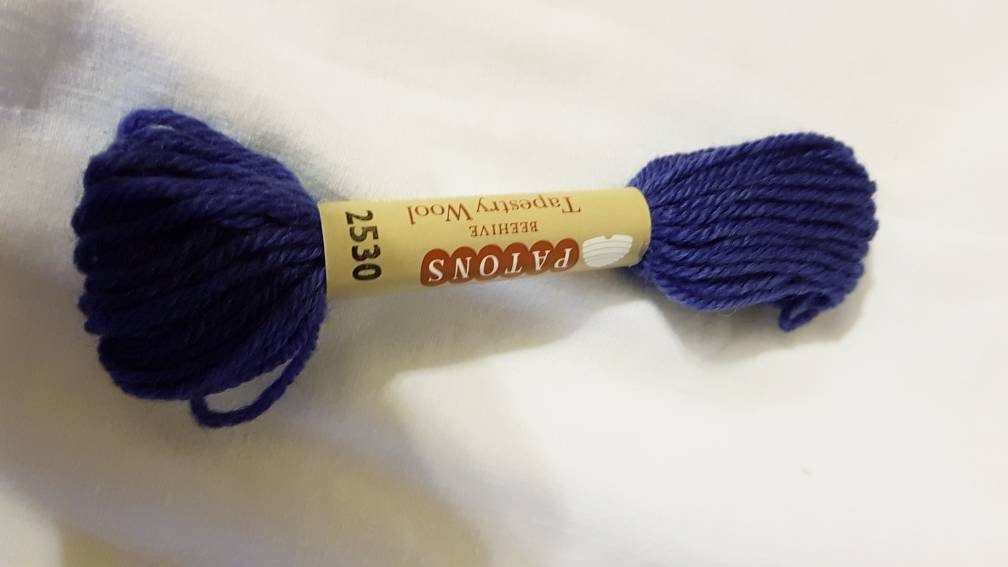 PATONS
BEEHIVE
Tapestry Wool
2530